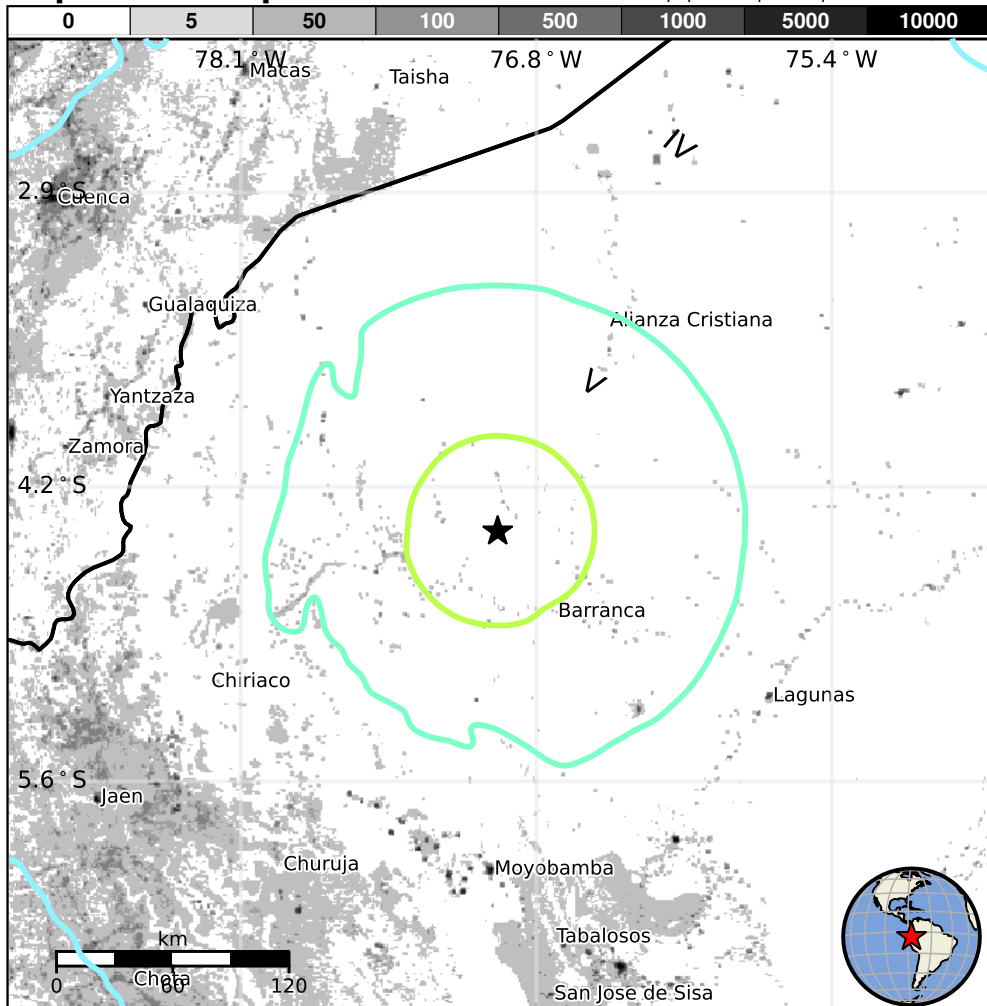 0 5 50 100 500 1000 5000 10000
78.1°W 76.8°W 75.4°W
Macas Taisha
IV
2.9°S
Cuenca
Gualaquiza
Alianza Cristiana
V
Yantzaza
Zamora
4.2°S
Barranca
Chiriaco
Lagunas
5.6°S
Jaen
Churuja
Moyobamba
Tabalosos
km
Chota
0 60 120
San Jose de Sisa